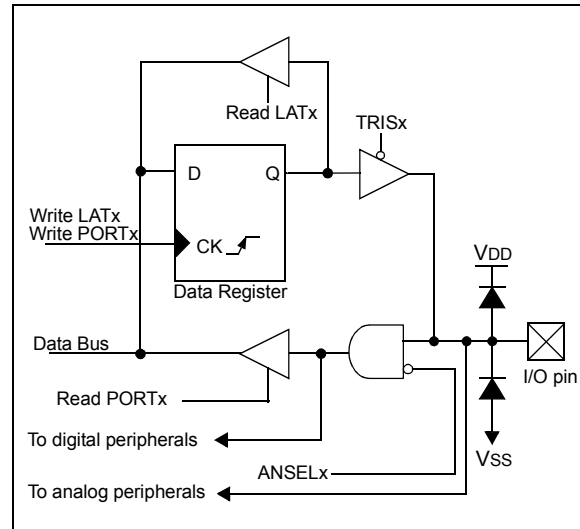 Read LATx
TRISx
D
Q
Write LATx
Write PORTx
CK
Data Register
VDD
Data Bus
I/O pin
Read PORTx
To digital peripherals
VSS
ANSELx
To analog peripherals